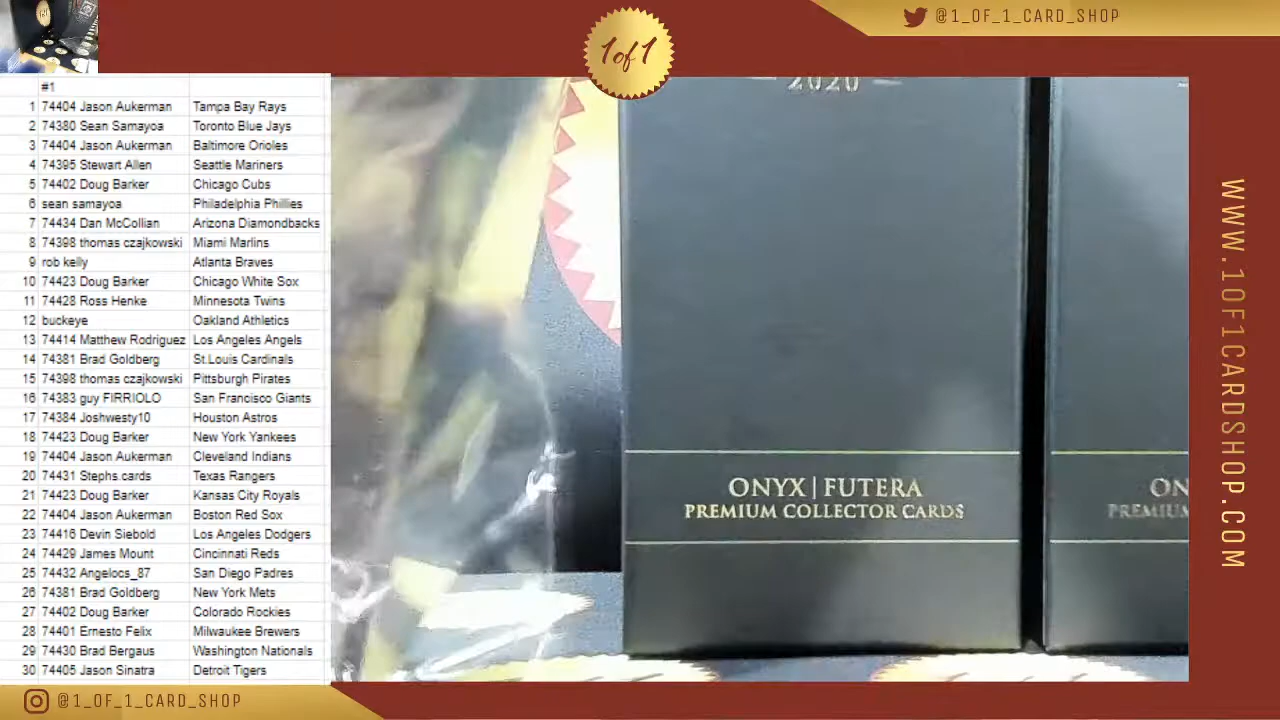 @1_OF_1_CARD_SHOP
1of1
#1
1 74404 Jason Aukerman Tampa Bay Rays
2 74380 Sean Samayoa Toronto Blue Jays
3 74404 Jason Aukerman Baltimore Orioles
4 74395 Stewart Allen Seattle Mariners
5 74402 Doug Barker Chicago Cubs
6 sean samayoa Philadelphia Phillies
7 74434 Dan McCollian Arizona Diamondbacks
8 74398 thomas czajkowski Miami Marlins
9 rob kelly Atlanta Braves
10 74423 Doug Barker Chicago White Sox
11 74428 Ross Henke Minnesota Twins
12 buckeye Oakland Athletics
13 74414 Matthew Rodriguez Los Angeles Angels
14 74381 Brad Goldberg St.Louis Cardinals
15 74398 thomas czajkowski Pittsburgh Pirates
16 74383 guy FIRRIOLO San Francisco Giants
17 74384 Joshwesty10 Houston Astros
18 74423 Doug Barker New York Yankees
19 74404 Jason Aukerman Cleveland Indians
20 74431 Stephs cards Texas Rangers
21 74423 Doug Barker Kansas City Royals
22 74404 Jason Aukerman Boston Red Sox
23 74416 Devin Siebold Los Angeles Dodgers
24 74429 James Mount Cincinnati Reds
25 74432 Angelocs_87 San Diego Padres
26 74381 Brad Goldberg New York Mets
27 74402 Doug Barker Colorado Rockies
28 74401 Ernesto Felix Milwaukee Brewers
29 74430 Brad Bergaus Washington Nationals
30 74405 Jason Sinatra Detroit Tigers
2020
ONYX | FUTERA
PREMIUM COLLECTOR CARDS
ON
PREMIUM
WWW.1OF1CARDSHOP.COM
@1_OF_1_CARD_SHOP